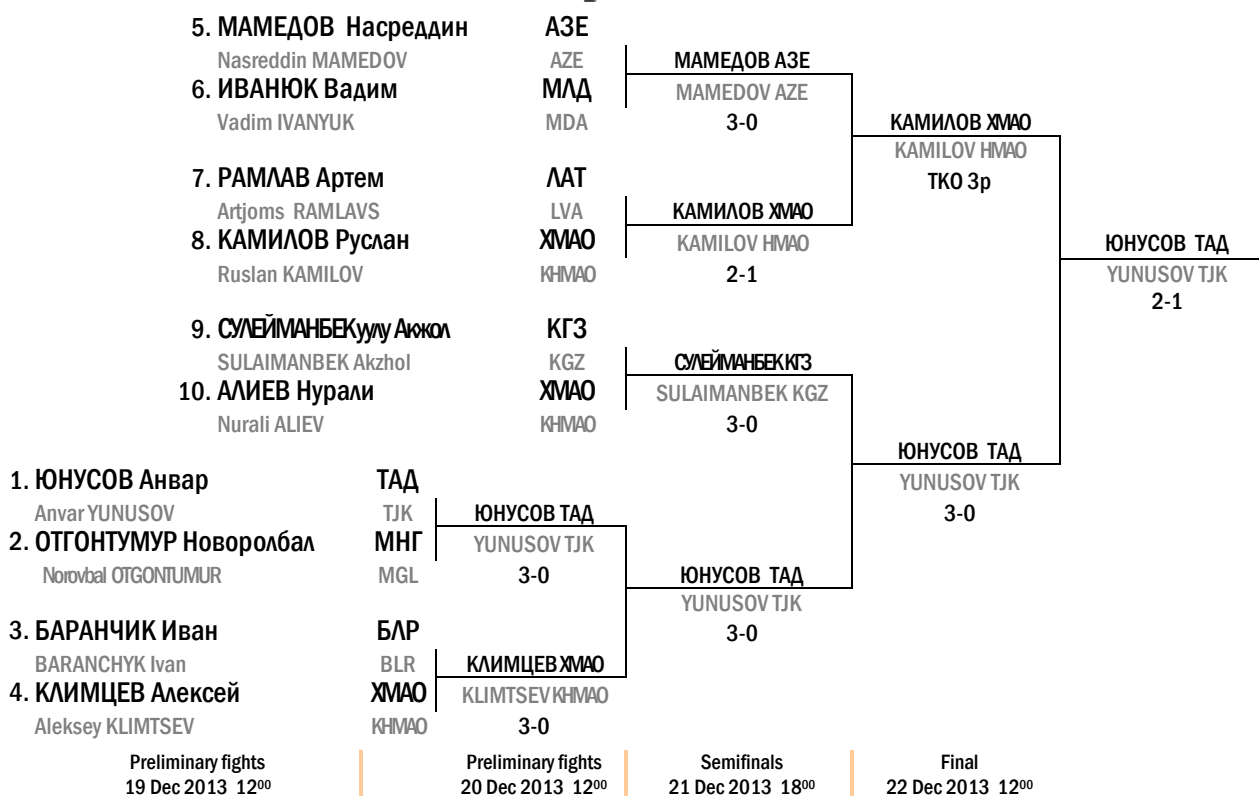 5. МАМЕДОВ Насреддин АЗЕ
Nasreddin MAMEDOV AZE
МАМЕДОВ АЗЕ
6. ИВАНЮК Вадим МЛД
MAMEDOV AZE
Vadim IVANYUK MDA
3-0
КАМИЛОВ ХМАО
KAMILOV HMAO
7. РАМЛАВ Артем ЛАТ
ТКО 3р
Artjoms RAMLAVS LVA
КАМИЛОВ ХМАО
8. КАМИЛОВ Руслан ХМАО
KAMILOV HMAO
ЮНУСОВ ТАД
Ruslan KAMILOV KHMAO
2-1
YUNUSOV TJK
2-1
9. СУЛЕЙМАНБЕК уулу Акжол КГЗ
SULAIMANBEK Akzhol KGZ
СУЛЕЙМАНБЕК КГЗ
10. АЛИЕВ Нурали ХМАО
SULAIMANBEK KGZ
Nurali ALIEV KHMAO
3-0
ЮНУСОВ ТАД
1. ЮНУСОВ Анвар ТАД
YUNUSOV TJK
Anvar YUNUSOV TJK
ЮНУСОВ ТАД
3-0
2. ОТГОНТУМУР Новоролбал МНГ
YUNUSOV TJK
Norovbal OTGONTUMUR MGL
3-0
ЮНУСОВ ТАД
YUNUSOV TJK
3. БАРАНЧИК Иван БЛР
3-0
BARANCHYK Ivan BLR
КЛИМЦЕВ ХМАО
4. КЛИМЦЕВ Алексей ХМАО
KLIMTSEV KHMAO
Aleksey KLIMTSEV KHMAO
3-0
Preliminary fights Preliminary fights Semifinals Final
19 Dec 2013 12⁰⁰ 20 Dec 2013 12⁰⁰ 21 Dec 2013 18⁰⁰ 22 Dec 2013 12⁰⁰